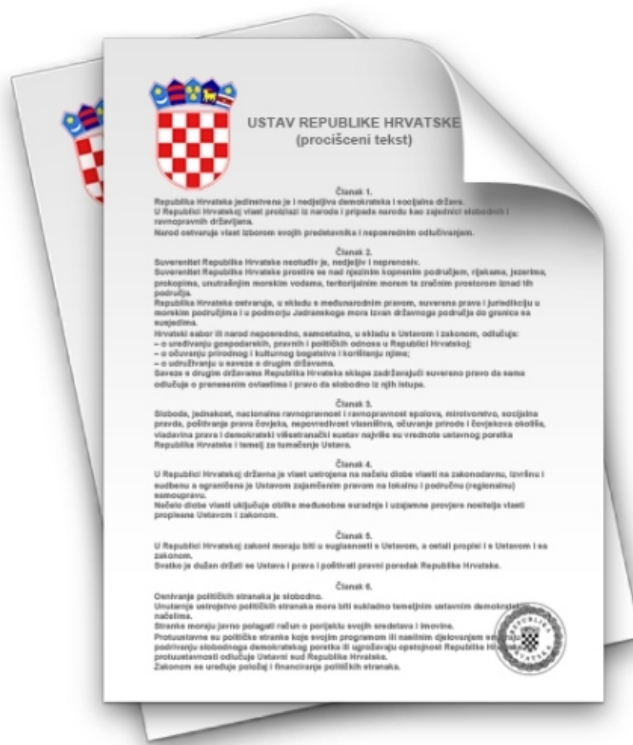 USTAV REPUBLIKE HRVATSKE
(procišceni tekst)
Članak 1.
Republika Hrvatska jedinstvena je i nedjeljiva demokratska i socijalna država.
U Republici Hrvatskoj vlast proizlazi iz naroda i pripada narodu kao zajednici slobodnih i
ravnopravnih državljana.
Narod ostvaruje vlast izborom svojih predstavnika i neposrednim odlučivanjem.
Članak 2.
Suverenitet Republike Hrvatske neotuđiv je, nedjeljiv i neprenosiv.
Suverenitet Republike Hrvatske prostire se nad njezinim kopnenim područjem, rijekama, jezerima,
prokopima, unutrašnjim morskim vodama, teritorijalnim morem te zračnim prostorom iznad tih
područja.
Republika Hrvatska ostvaruje, u skladu s međunarodnim pravom, suverena prava i jurisdikciju u
morskim područjima i u podmorju Jadranskoga mora izvan državnoga područja do granica sa
susjedima.
Hrvatski sabor ili narod neposredno, samostalno, u skladu s Ustavom i zakonom, odlučuje:
– o uređivanju gospodarskih, pravnih i političkih odnosa u Republici Hrvatskoj;
– o očuvanju prirodnog i kulturnog bogatstva i korištenju njime;
– o udruživanju u saveze s drugim državama.
Saveze s drugim državama Republika Hrvatska sklapa zadržavajući suvereno pravo da sama
odlučuje o prenesenim ovlastima i pravo da slobodno iz njih istupa.
Članak 3.
Sloboda, jednakost, nacionalna ravnopravnost i ravnopravnost spolova, mirotvorstvo, socijalna
pravda, poštivanje prava čovjeka, nepovredivost vlasništva, očuvanje prirode i čovjekova okoliša,
vladavina prava i demokratski višestranački sustav najviše su vrednote ustavnog poretka
Republike Hrvatske i temelj za tumačenje Ustava.
Članak 4.
U Republici Hrvatskoj državna je vlast ustrojena na načelu diobe vlasti na zakonodavnu, izvršnu i
sudbenu a ograničena je Ustavom zajamčenim pravom na lokalnu i područnu (regionalnu)
samoupravu.
Načelo diobe vlasti uključuje oblike međusobne suradnje i uzajamne provjere nositelja vlasti
propisane Ustavom i zakonom.
Članak 5.
U Republici Hrvatskoj zakoni moraju biti u suglasnosti s Ustavom, a ostali propisi i s Ustavom i sa
zakonom.
Svatko je dužan držati se Ustava i prava i poštivati pravni poredak Republike Hrvatske.
Članak 6.
Osnivanje političkih stranaka je slobodno.
Unutarnje ustrojstvo političkih stranaka mora biti sukladno temeljnim ustavnim
načelima.
Stranke moraju javno polagati račun o porijeklu svojih sredstava i imovine.
Protuustavne su političke stranke koje svojim programom ili nasilnim djelovanjem
podrivanju slobodnoga demokratskog poretka ili ugrožavaju opstojnost Republike
protuustavnosti odlučuje Ustavni sud Republike Hrvatske.
Zakonom se uređuje položaj i financiranje političkih stranaka.
REPUBLIKA
HRVATSKA